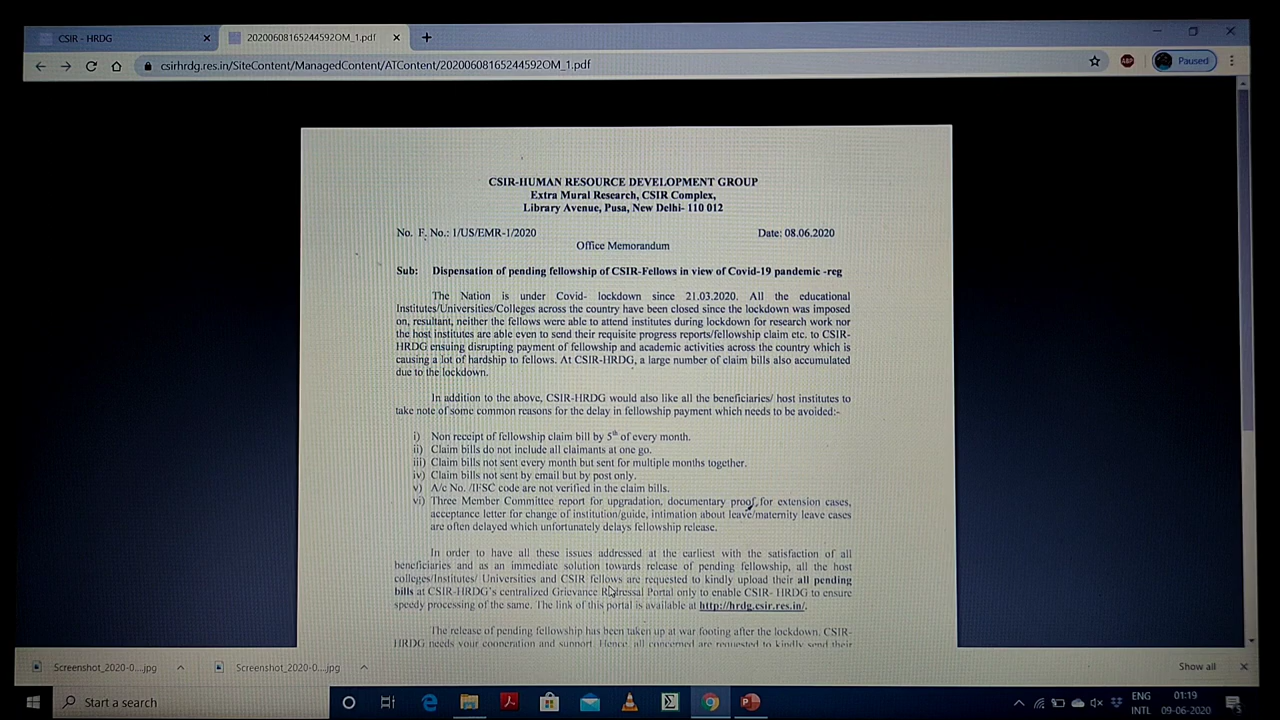 CSIR - HRDG
20200608165244592OM_1.pdf
csirhrdg.res.in/SiteContent/ManagedContent/ATContent/20200608165244592OM_1.pdf
ABP
Paused
CSIR-HUMAN RESOURCE DEVELOPMENT GROUP
Extra Mural Research, CSIR Complex,
Library Avenue, Pusa, New Delhi- 110 012
No. F. No.: 1/US/EMR-1/2020 Date: 08.06.2020
Office Memorandum
Sub: Dispensation of pending fellowship of CSIR-Fellows in view of Covid-19 pandemic -reg
The Nation is under Covid- lockdown since 21.03.2020. All the educational
Institutes/Universities/Colleges across the country have been closed since the lockdown was imposed
on, resultant, neither the fellows were able to attend institutes during lockdown for research work nor
the host institutes are able even to send their requisite progress reports/fellowship claim etc. to CSIR-
HRDG ensuing disrupting payment of fellowship and academic activities across the country which is
causing a lot of hardship to fellows. At CSIR-HRDG, a large number of claim bills also accumulated
due to the lockdown.
In addition to the above, CSIR-HRDG would also like all the beneficiaries/ host institutes to
take note of some common reasons for the delay in fellowship payment which needs to be avoided:-
i) Non receipt of fellowship claim bill by 5th of every month.
ii) Claim bills do not include all claimants at one go.
iii) Claim bills not sent every month but sent for multiple months together.
iv) Claim bills not sent by email but by post only.
v) A/c No. /IFSC code are not verified in the claim bills.
vi) Three Member Committee report for upgradation, documentary proof for extension cases,
acceptance letter for change of institution/guide, intimation about leave/maternity leave cases
are often delayed which unfortunately delays fellowship release.
In order to have all these issues addressed at the earliest with the satisfaction of all
beneficiaries and as an immediate solution towards release of pending fellowship, all the host
colleges/Institutes/ Universities and CSIR fellows are requested to kindly upload their all pending
bills at CSIR-HRDG's centralized Grievance Redressal Portal only to enable CSIR- HRDG to ensure
speedy processing of the same. The link of this portal is available at http://hrdg.csir.res.in/.
The release of pending fellowship has been taken up at war footing after the lockdown. CSIR-
HRDG needs your cooperation and support. Hence, all concerned are requested to kindly send their
Screenshot_2020-0....jpg
Screenshot_2020-0....jpg
Show all
Start a search
ENG
INTL
01:19
09-06-2020